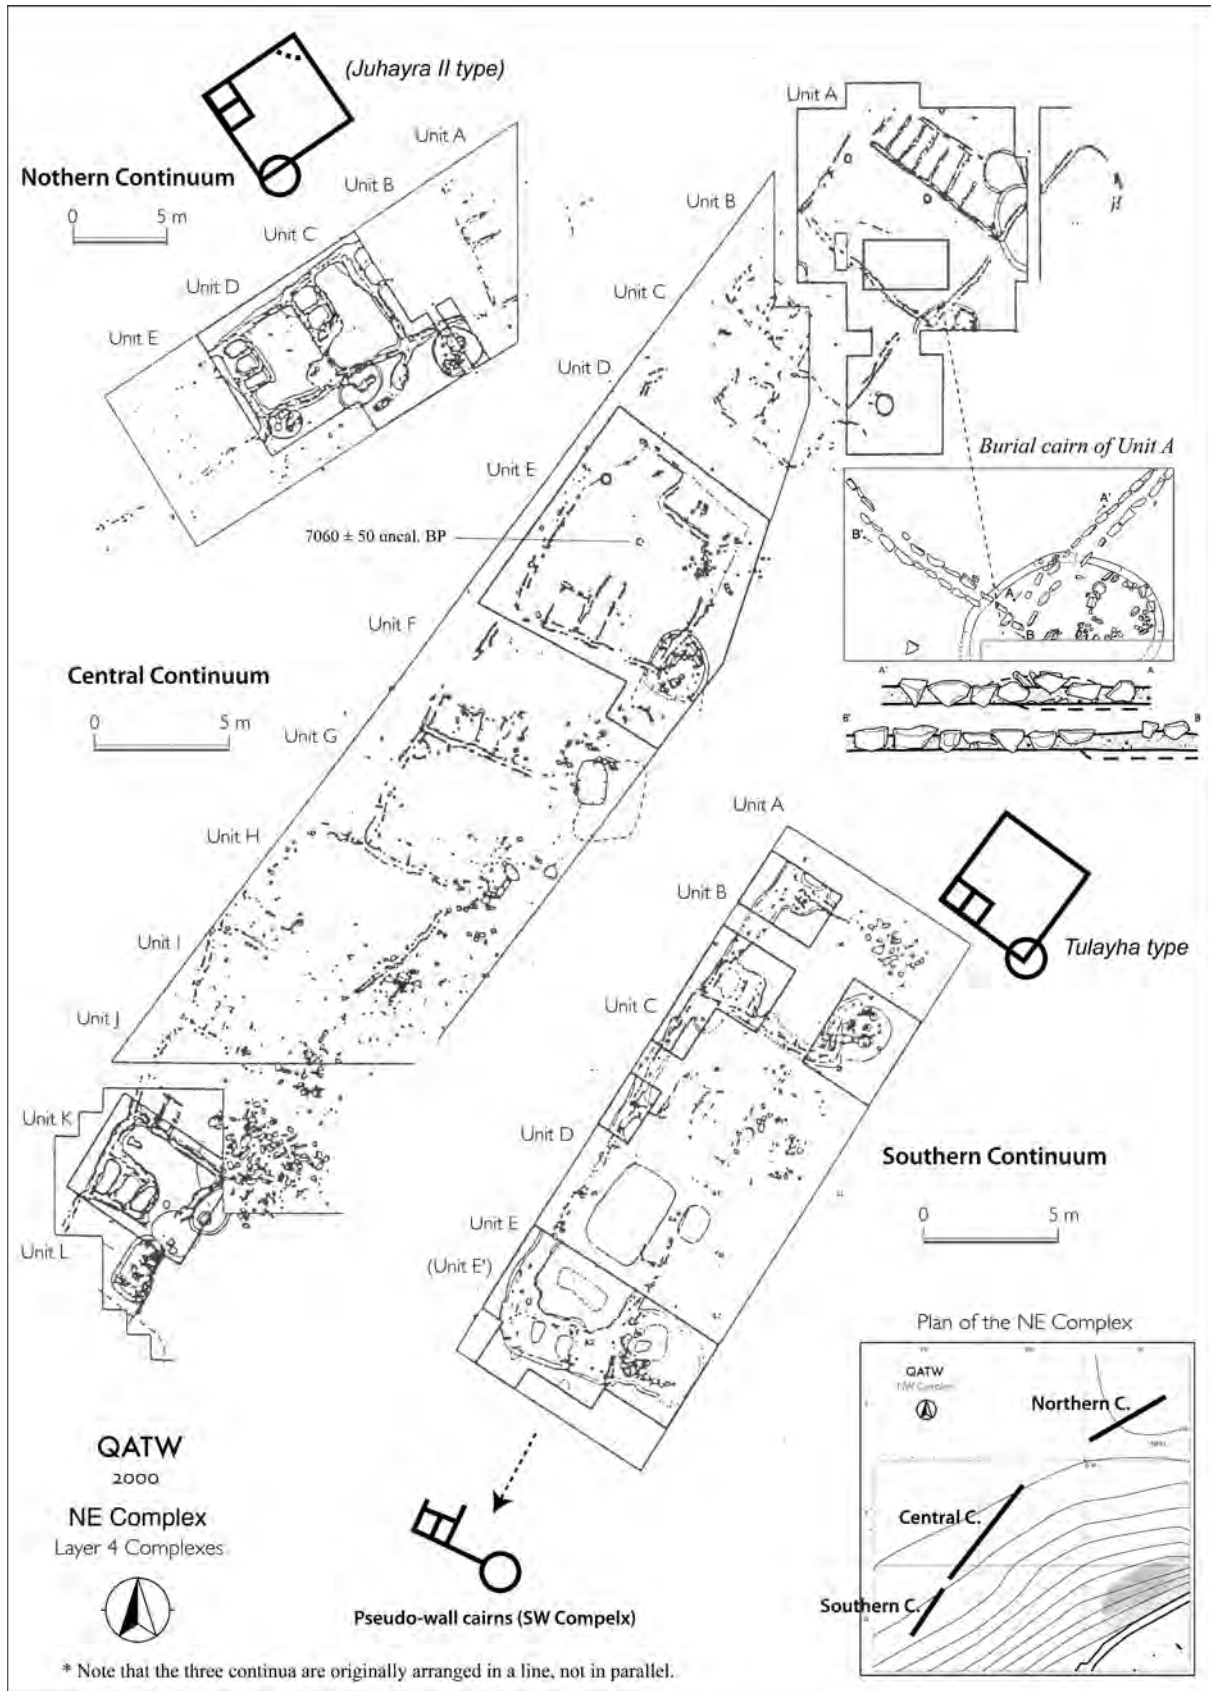 (Juhayra II type)
Nothern Continuum
0 5 m
Unit A
Unit B
Unit C
Unit D
Unit E
Unit A
Unit B
Unit C
Unit D
Unit E
7060 ± 50 uncal. BP
Unit F
Central Continuum
0 5 m
Unit G
Unit H
Unit I
Unit J
Unit K
Unit L
Burial cairn of Unit A
A'
B'
A
B
A' A
B' B
Unit A
Unit B
Unit C
Unit D
Unit E
(Unit E')
Tulayha type
Southern Continuum
0 5 m
Plan of the NE Complex
QATW
NW Complex
Northern C.
Central C.
Southern C.
QATW
2000
NE Complex
Layer 4 Complexes
Pseudo-wall cairns (SW Compelx)
* Note that the three continua are originally arranged in a line, not in parallel.